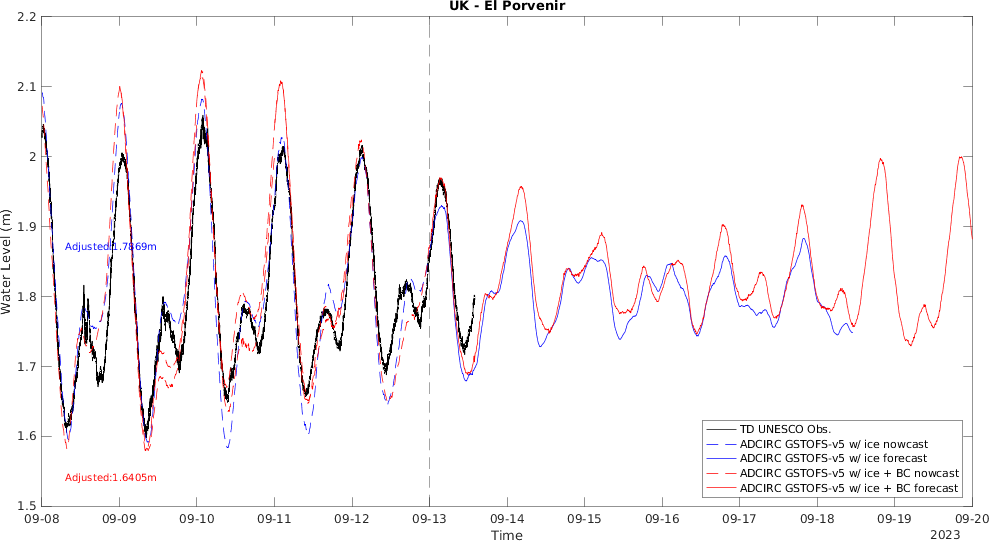 UK - El Porvenir
2.2
2.1
2
1.9
1.8
1.7
1.6
1.5
Water Level (m)
Adjusted:1.7869m
Adjusted:1.6405m
TD UNESCO Obs.
ADCIRC GSTOFS-v5 w/ ice nowcast
ADCIRC GSTOFS-v5 w/ ice forecast
ADCIRC GSTOFS-v5 w/ ice + BC nowcast
ADCIRC GSTOFS-v5 w/ ice + BC forecast
09-08 09-09 09-10 09-11 09-12 09-13 09-14 09-15 09-16 09-17 09-18 09-19 09-20
Time
2023